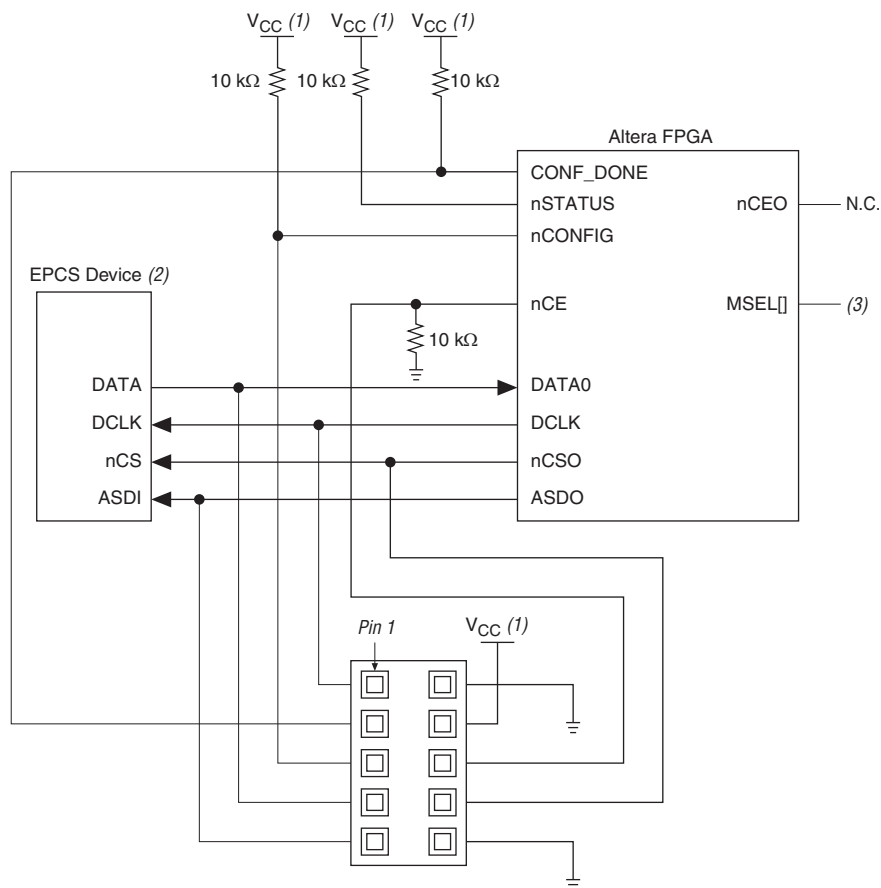 VCC (1) VCC (1) VCC (1)
10 kΩ 10 kΩ 10 kΩ
Altera FPGA
CONF_DONE
nSTATUS nCEO N.C.
nCONFIG
EPCS Device (2)
nCE MSEL[] (3)
10 kΩ
DATA DATA0
DCLK DCLK
nCS nCSO
ASDI ASDO
Pin 1 VCC (1)